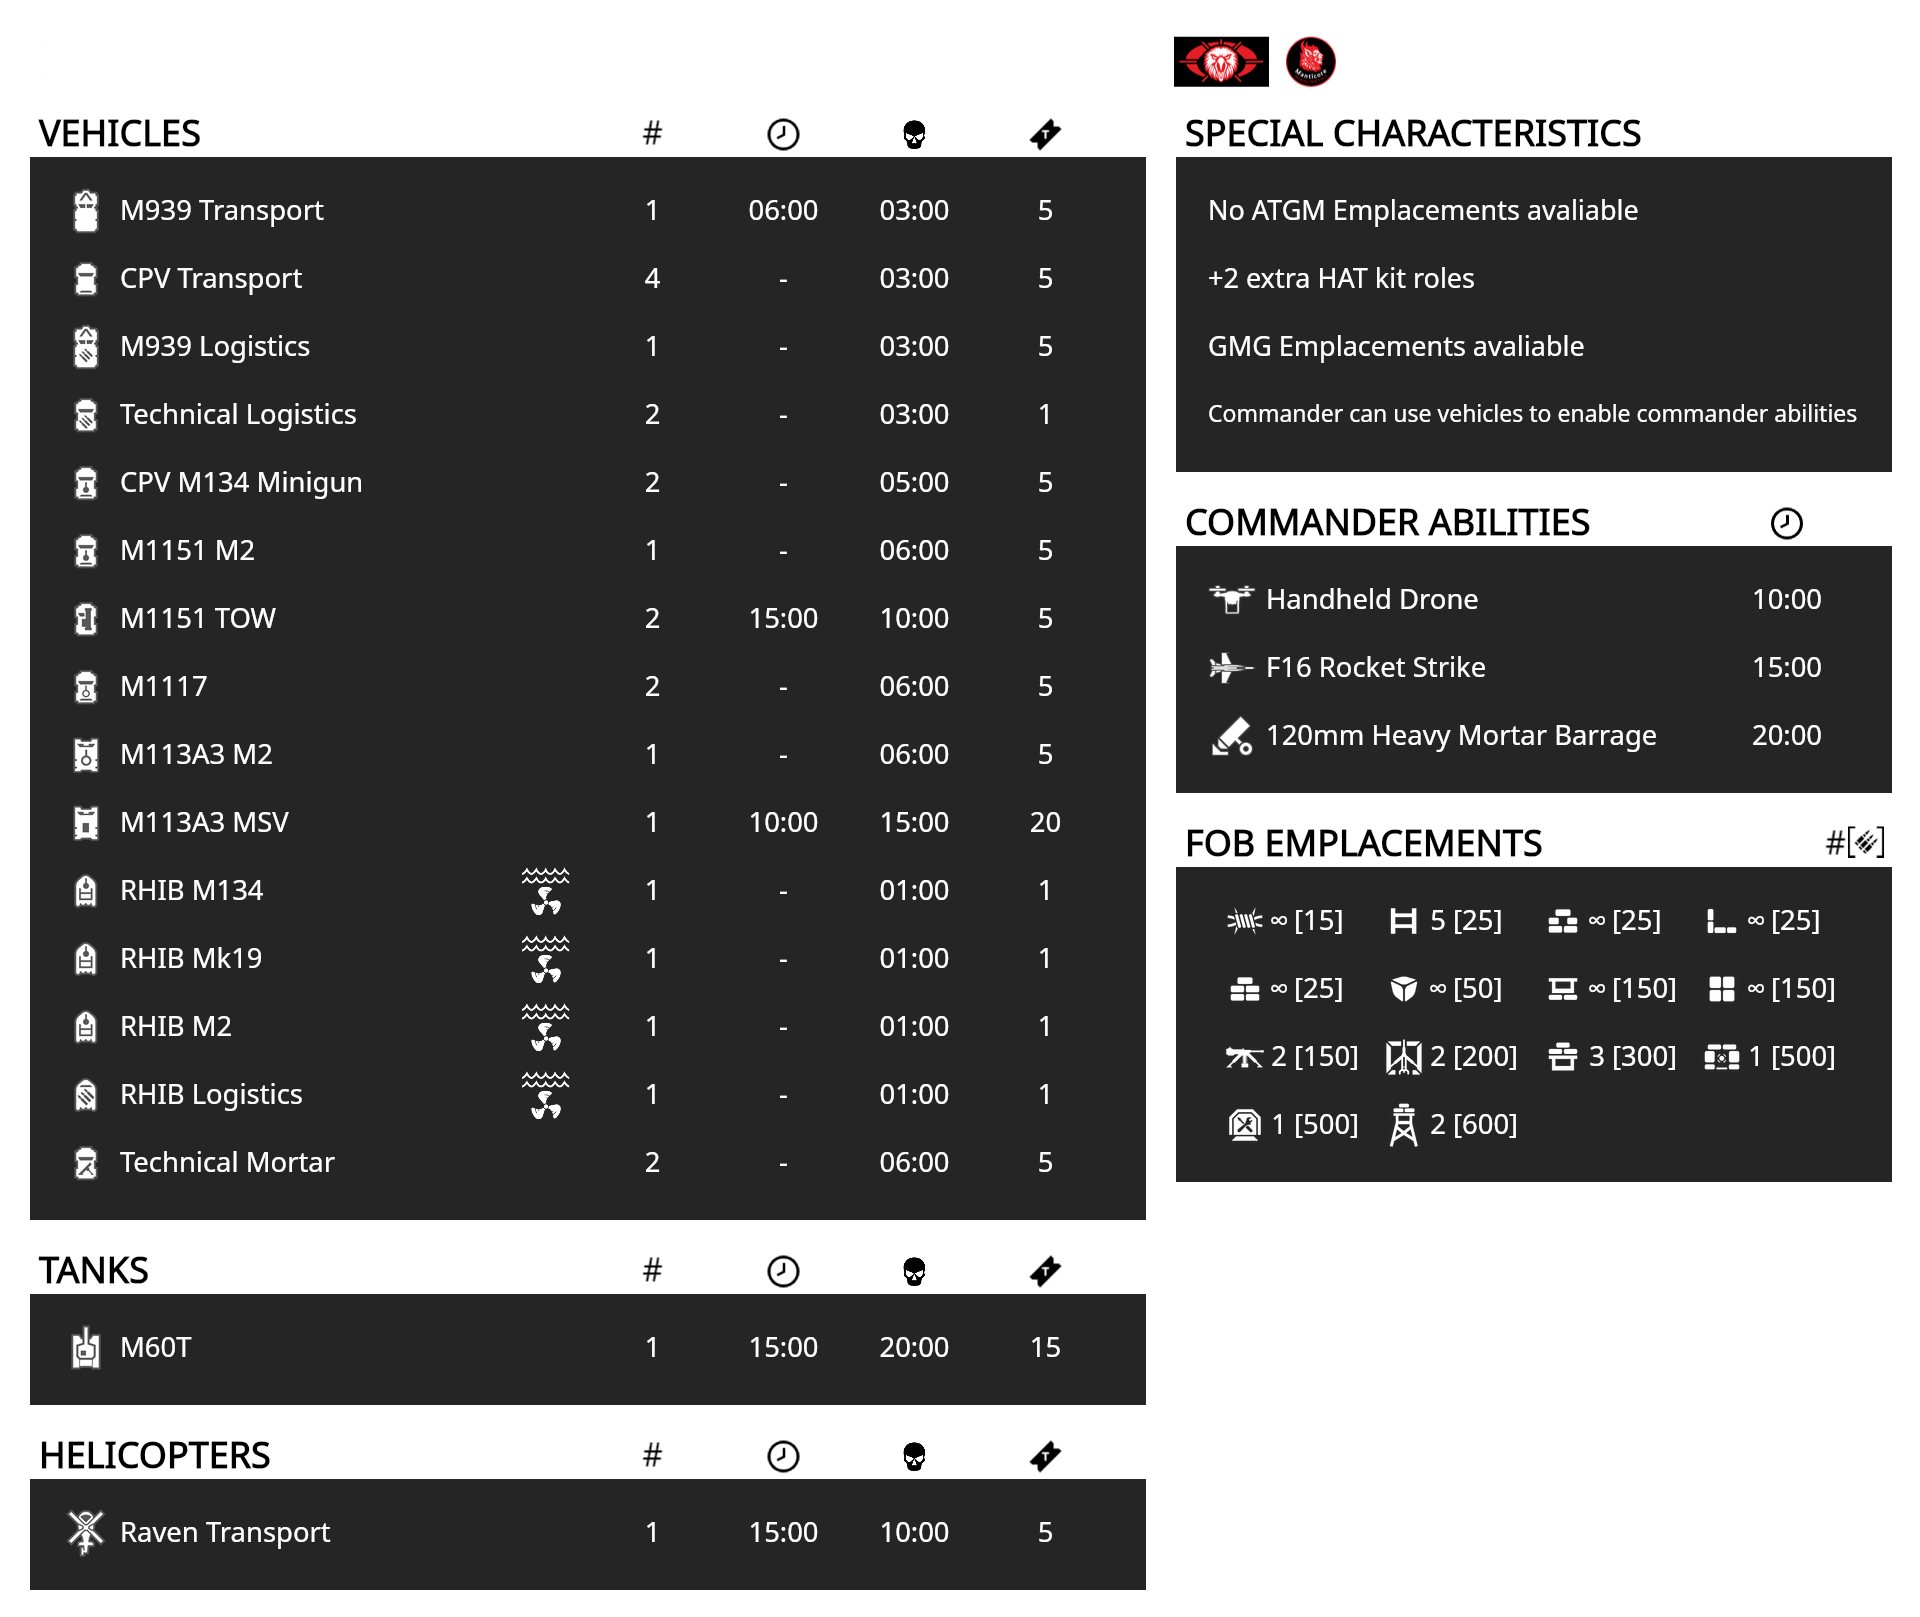 Manticore
VEHICLES #
M939 Transport 1 06:00 03:00 5
CPV Transport 4 - 03:00 5
M939 Logistics 1 - 03:00 5
Technical Logistics 2 - 03:00 1
CPV M134 Minigun 2 - 05:00 5
M1151 M2 1 - 06:00 5
M1151 TOW 2 15:00 10:00 5
M1117 2 - 06:00 5
M113A3 M2 1 - 06:00 5
M113A3 MSV 1 10:00 15:00 20
RHIB M134 1 - 01:00 1
RHIB Mk19 1 - 01:00 1
RHIB M2 1 - 01:00 1
RHIB Logistics 1 - 01:00 1
Technical Mortar 2 - 06:00 5
TANKS #
M60T 1 15:00 20:00 15
HELICOPTERS #
Raven Transport 1 15:00 10:00 5
SPECIAL CHARACTERISTICS
No ATGM Emplacements avaliable
+2 extra HAT kit roles
GMG Emplacements avaliable
Commander can use vehicles to enable commander abilities
COMMANDER ABILITIES
Handheld Drone 10:00
F16 Rocket Strike 15:00
120mm Heavy Mortar Barrage 20:00
FOB EMPLACEMENTS #[]
∞ [15] 5 [25] ∞ [25] ∞ [25]
∞ [25] ∞ [50] ∞ [150] ∞ [150]
2 [150] 2 [200] 3 [300] 1 [500]
1 [500] 2 [600]